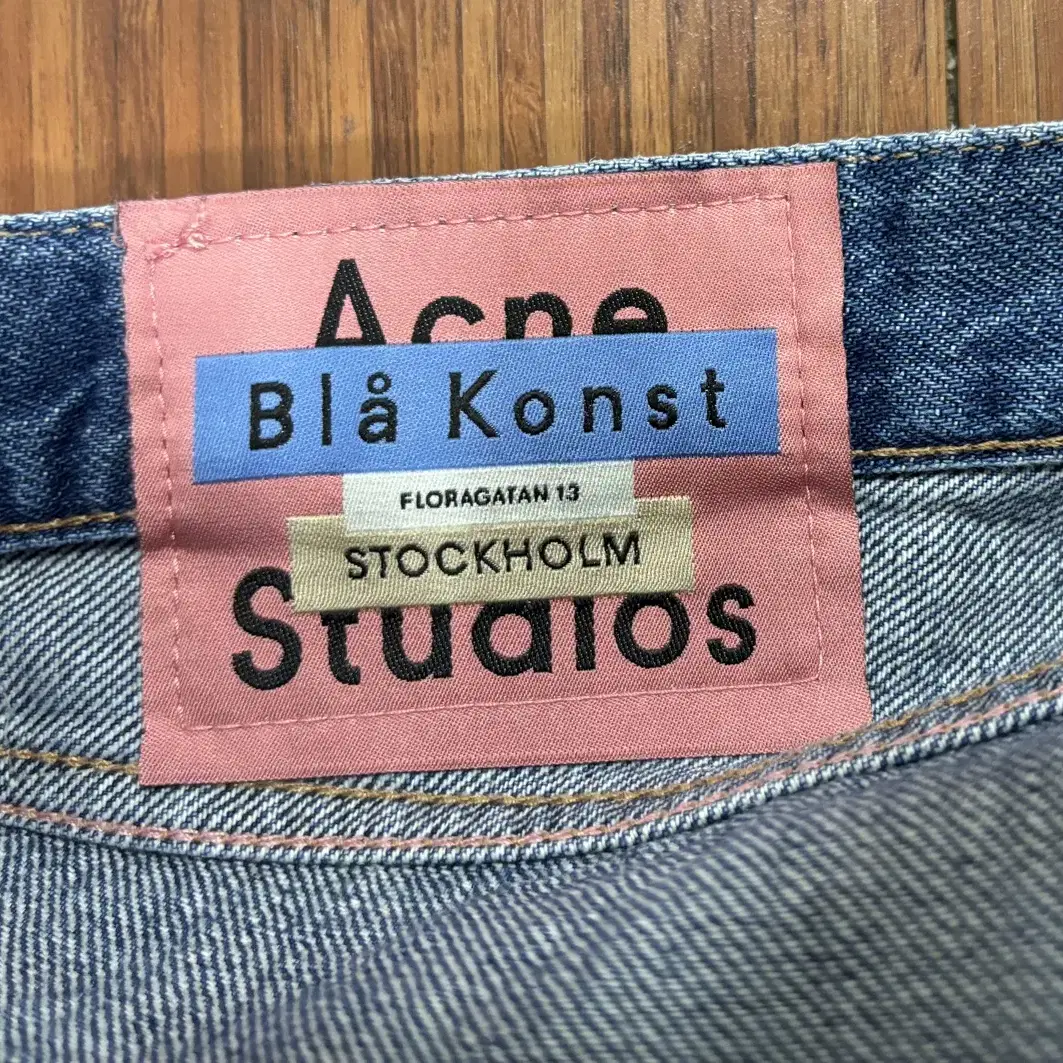 Acne
Blå Konst
FLORAGATAN 13
STOCKHOLM
Studios